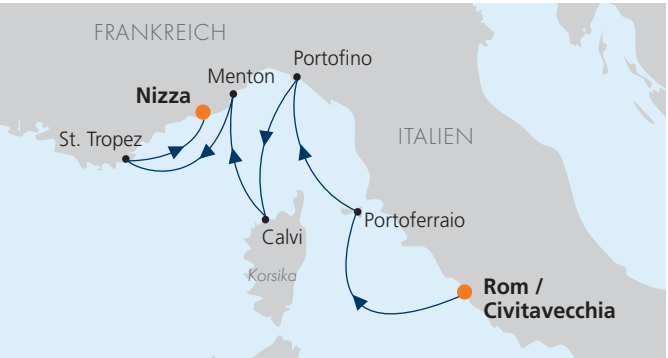 FRANKREICH
Portofino
Menton
Nizza
St. Tropez
ITALIEN
Portoferraio
Calvi
Korsika
Rom /
Civitavecchia